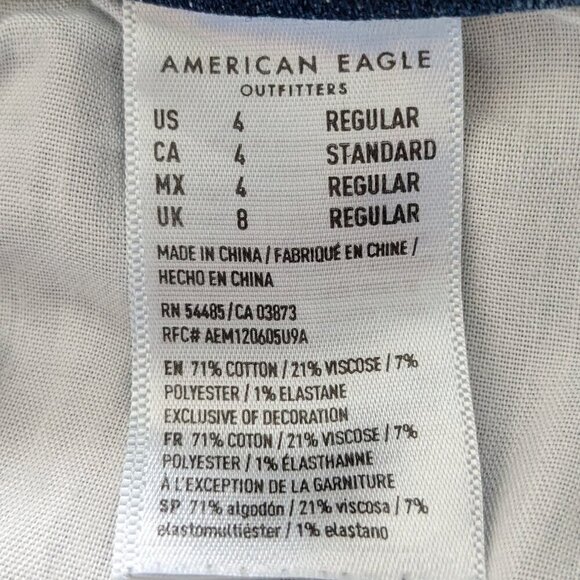 AMERICAN EAGLE
OUTFITTERS
US 4 REGULAR
CA 4 STANDARD
MX 4 REGULAR
UK 8 REGULAR
MADE IN CHINA / FABRIQUÉ EN CHINE /
HECHO EN CHINA
RN 54485/CA 03873
RFC# AEM120605U9A
EN 71% COTTON / 21% VISCOSE / 7%
POLYESTER / 1% ELASTANE
EXCLUSIVE OF DECORATION
FR 71% COTON / 21% VISCOSE / 7%
POLYESTER / 1% ÉLASTHANNE
À L'EXCEPTION DE LA GARNITURE
SP 71% algodón / 21% viscosa / 7%
elastomultiéster / 1% elastano